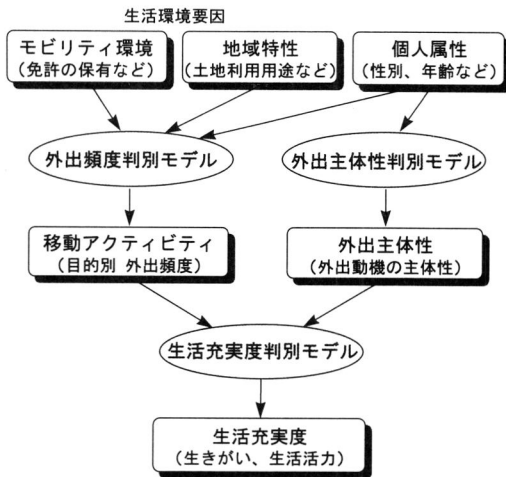 生活環境要因
モビリティ環境
(免許の保有など)
地域特性
(土地利用用途など)
個人属性
(性別、年齢など)
外出頻度判別モデル
外出主体性判別モデル
移動アクティビティ
(目的別 外出頻度)
外出主体性
(外出動機の主体性)
生活充実度判別モデル
生活充実度
(生きがい、生活活力)